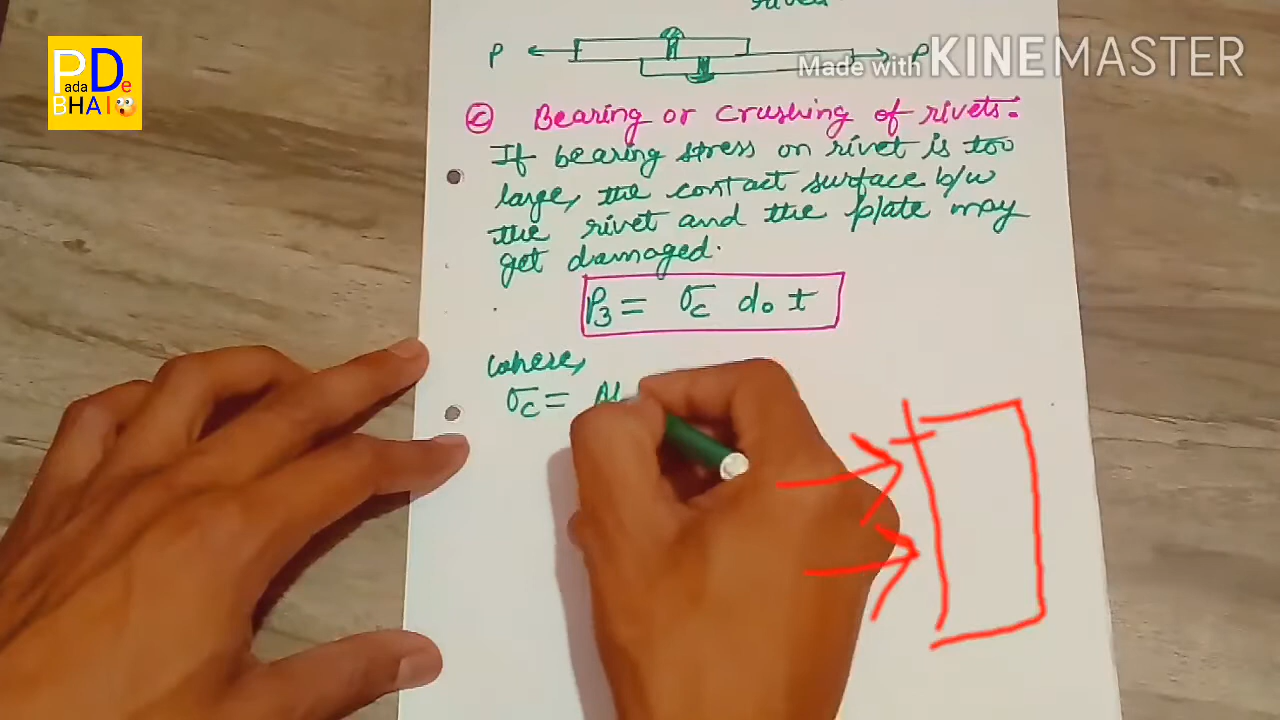 P
P
Made with KINEMASTER
PaDa De
BHAI
© Bearing or crushing of rivets.
If bearing stress on rivet is too
large, the contact surface b/w
the rivet and the plate may
get damaged.
P3 = σc do t
where,
σc =